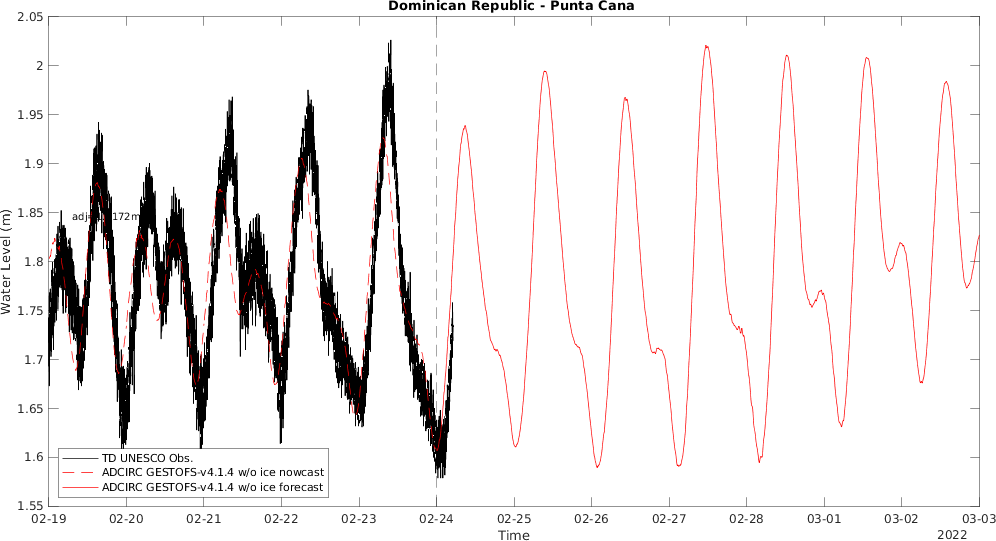 Dominican Republic - Punta Cana
2.05
2
1.95
1.9
1.85
1.8
1.75
1.7
1.65
1.6
1.55
Water Level (m)
172m
TD UNESCO Obs.
ADCIRC GESTOFS-v4.1.4 w/o ice nowcast
ADCIRC GESTOFS-v4.1.4 w/o ice forecast
02-19 02-20 02-21 02-22 02-23 02-24 02-25 02-26 02-27 02-28 03-01 03-02 03-03
Time
2022